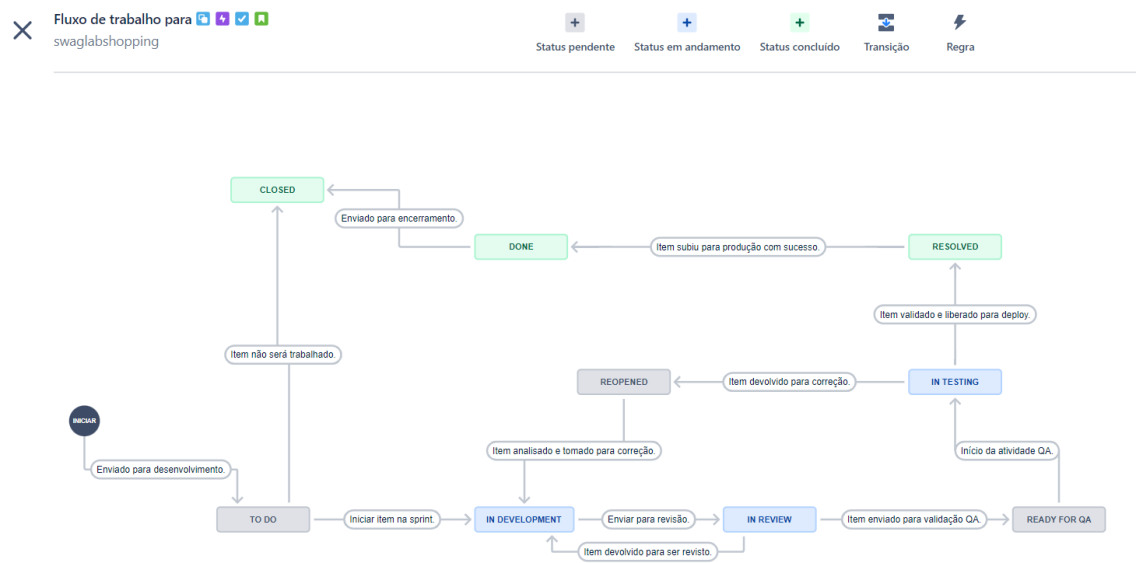 Fluxo de trabalho para
swaglabshopping
Status pendente
Status em andamento
Status concluído
Transição
Regra
CLOSED
Enviado para encerramento.
DONE
Item subiu para produção com sucesso.
RESOLVED
Item validado e liberado para deploy.
Item não será trabalhado.
REOPENED
Item devolvido para correção.
IN TESTING
INICIAR
Item analisado e tomado para correção.
Início da atividade QA.
Enviado para desenvolvimento.
TO DO
Iniciar item na sprint.
IN DEVELOPMENT
Enviar para revisão.
IN REVIEW
Item enviado para validação QA.
READY FOR QA
Item devolvido para ser revisto.